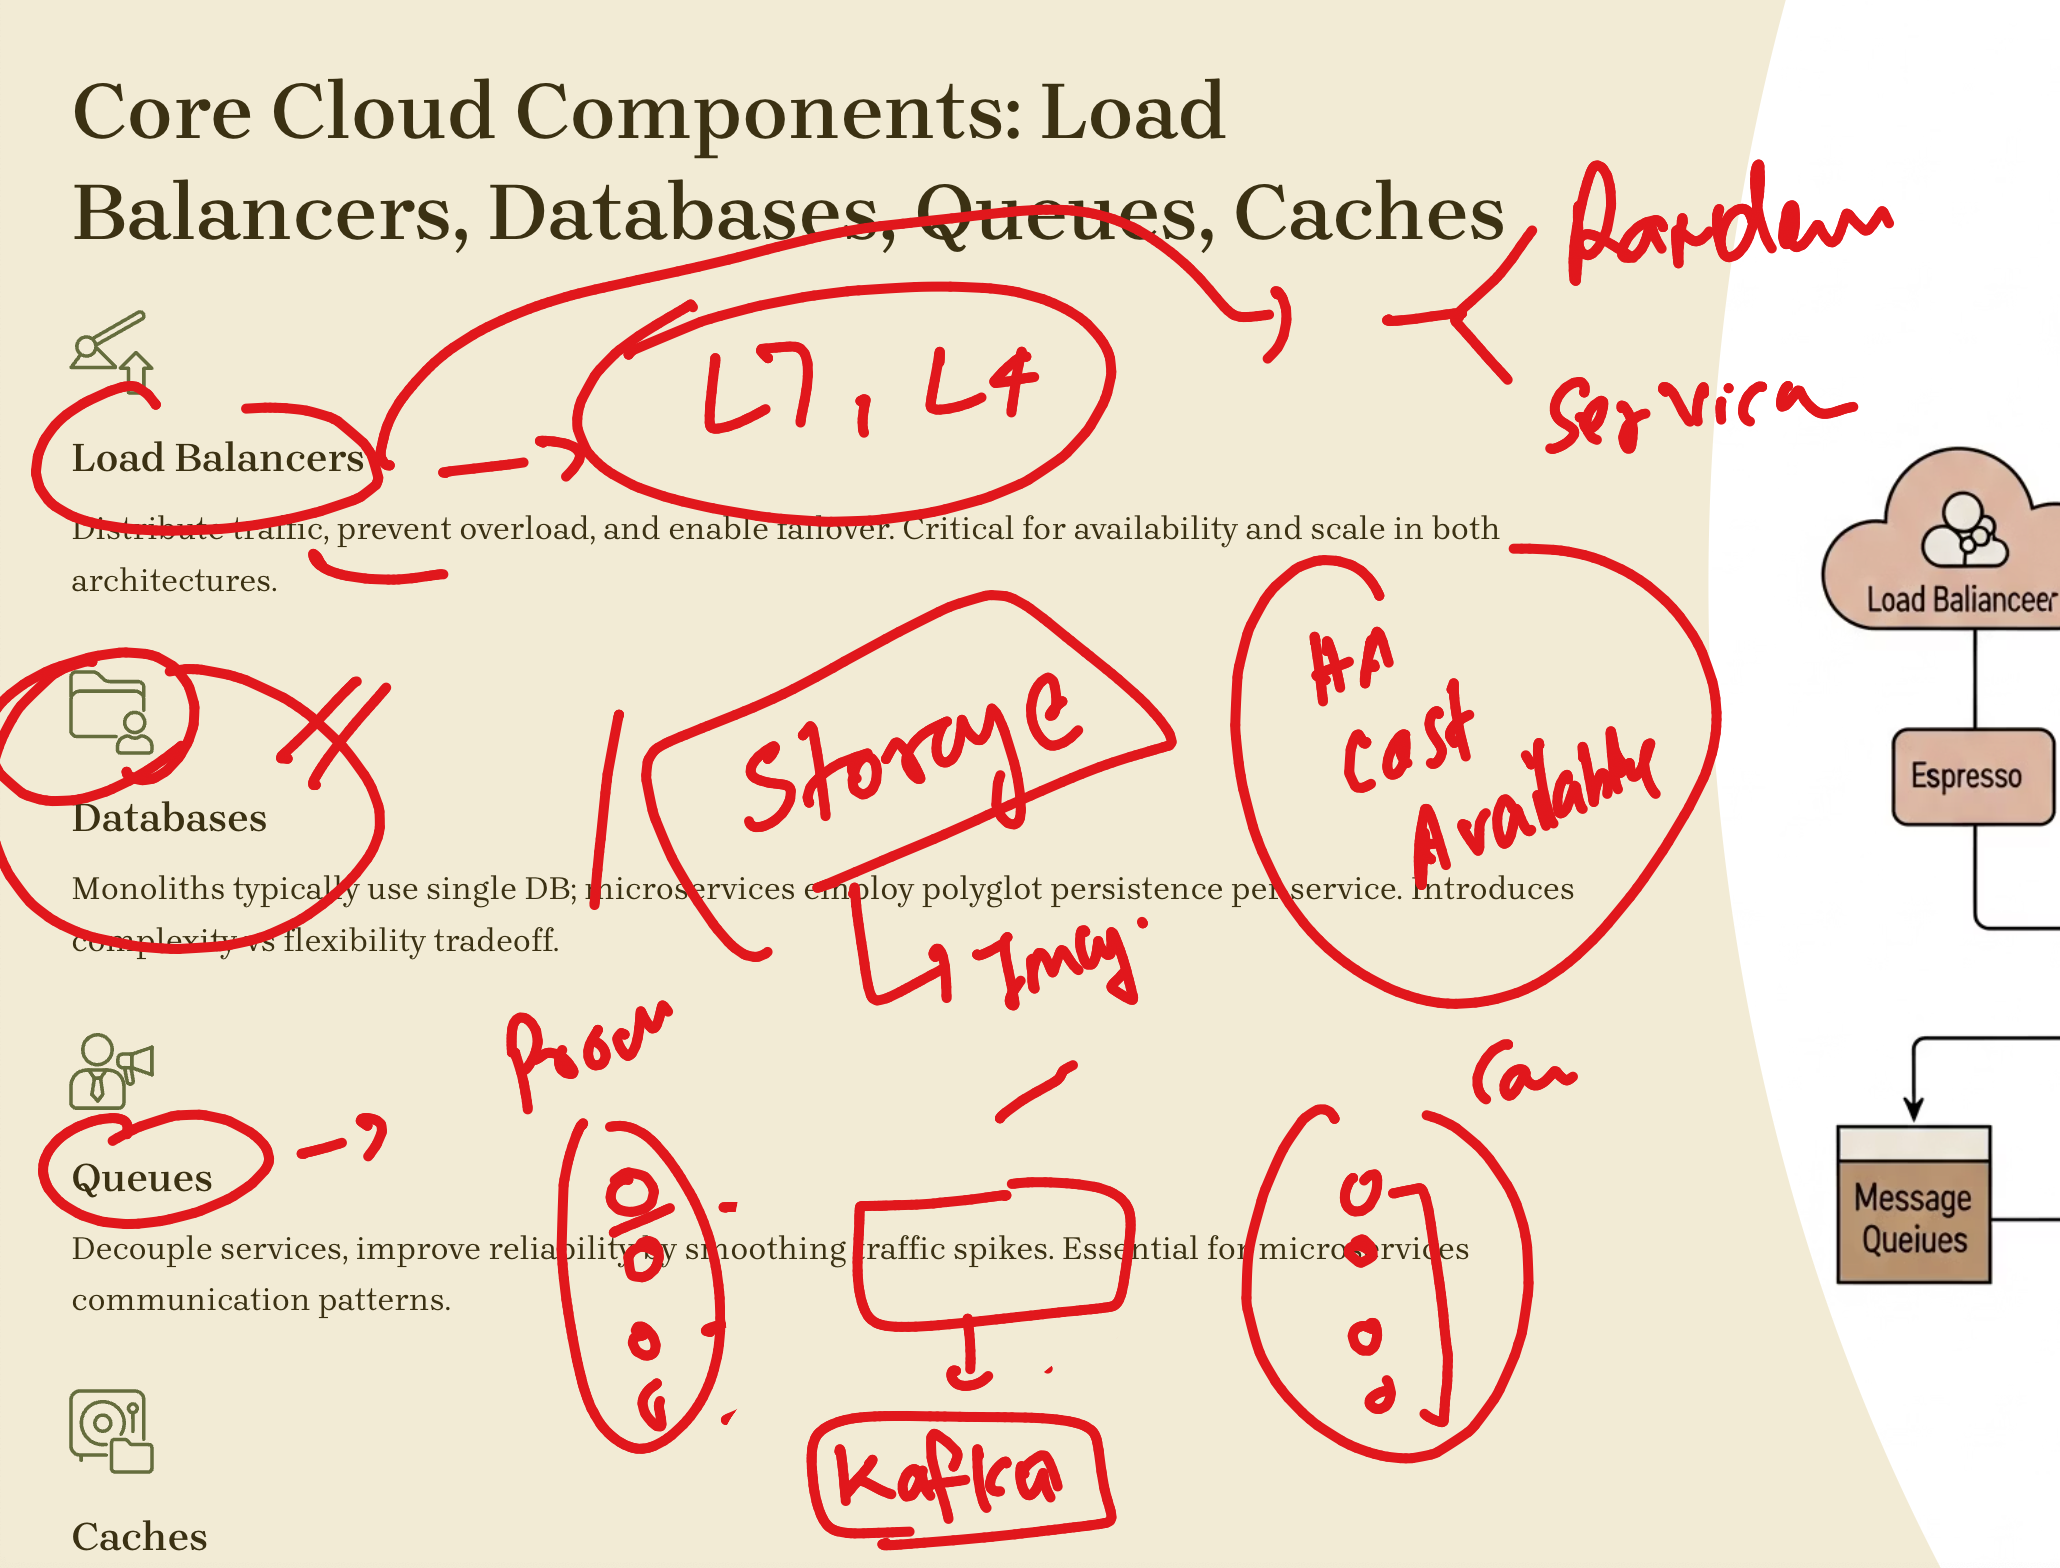 Core Cloud Components: Load
Balancers, Databases, Queues, Caches
Random
L7, L4
Service
Load Balancers
Distribute traffic, prevent overload, and enable failover. Critical for availability and scale in both
architectures.
Load Balianceer
HA
Storage
Cost
Espresso
Available
Databases
Monoliths typically use single DB; microservices employ polyglot persistence per service. Introduces
complexity vs flexibility tradeoff.
Queues
Message
Queiues
Decouple services, improve reliability by smoothing traffic spikes. Essential for microservices
communication patterns.
Kafka
Caches